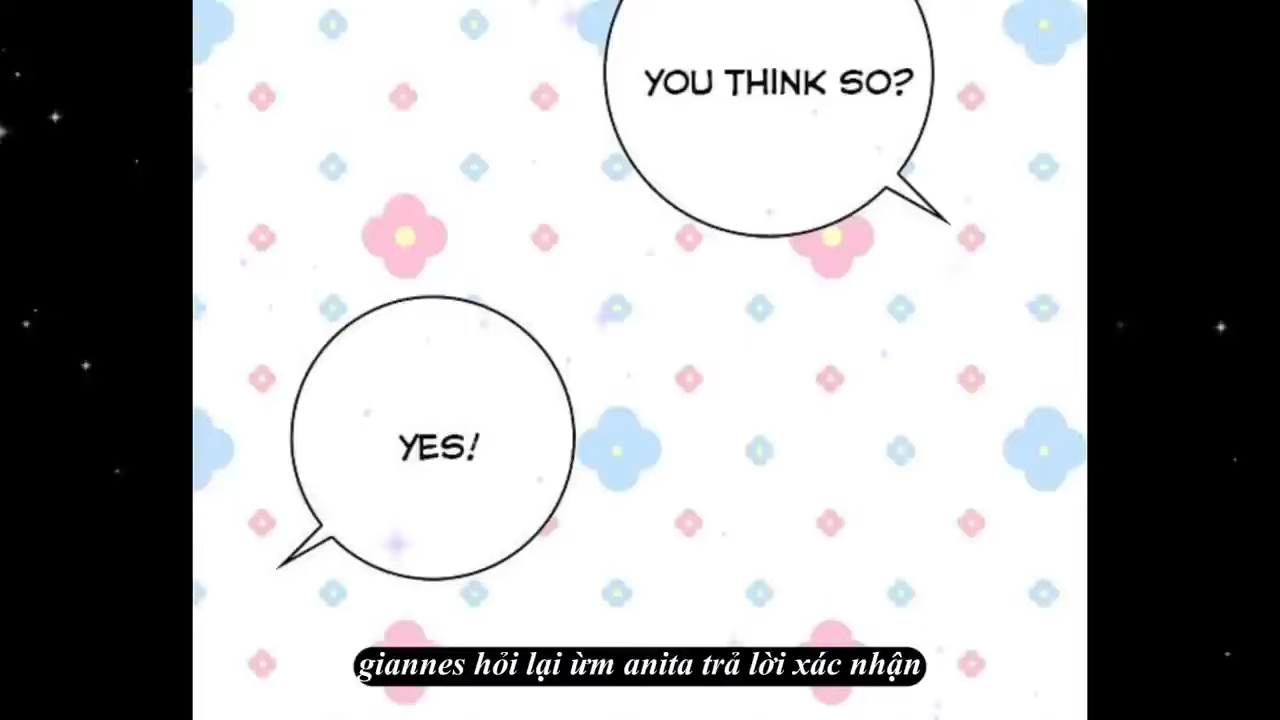 YOU THINK SO?
YES!
giannes hỏi lại ừm anita trả lời xác nhận